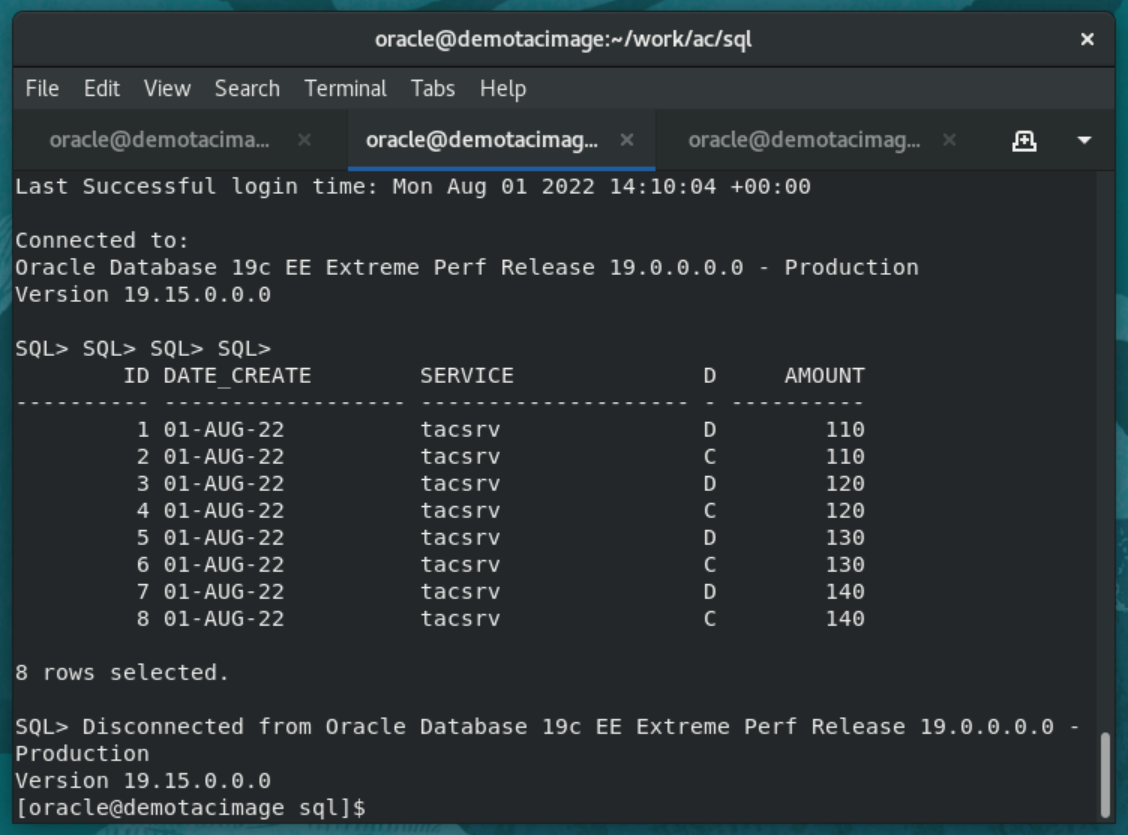 oracle@demotacimage:~/work/ac/sql ×
File Edit View Search Terminal Tabs Help
oracle@demotacima... × oracle@demotacimag... × oracle@demotacimag... ×
Last Successful login time: Mon Aug 01 2022 14:10:04 +00:00

Connected to:
Oracle Database 19c EE Extreme Perf Release 19.0.0.0.0 - Production
Version 19.15.0.0.0

SQL> SQL> SQL> SQL>
        ID DATE_CREATE        SERVICE              D     AMOUNT
---------- ------------------ -------------------- - ----------
         1 01-AUG-22          tacsrv               D        110
         2 01-AUG-22          tacsrv               C        110
         3 01-AUG-22          tacsrv               D        120
         4 01-AUG-22          tacsrv               C        120
         5 01-AUG-22          tacsrv               D        130
         6 01-AUG-22          tacsrv               C        130
         7 01-AUG-22          tacsrv               D        140
         8 01-AUG-22          tacsrv               C        140

8 rows selected.

SQL> Disconnected from Oracle Database 19c EE Extreme Perf Release 19.0.0.0.0 -
Production
Version 19.15.0.0.0
[oracle@demotacimage sql]$